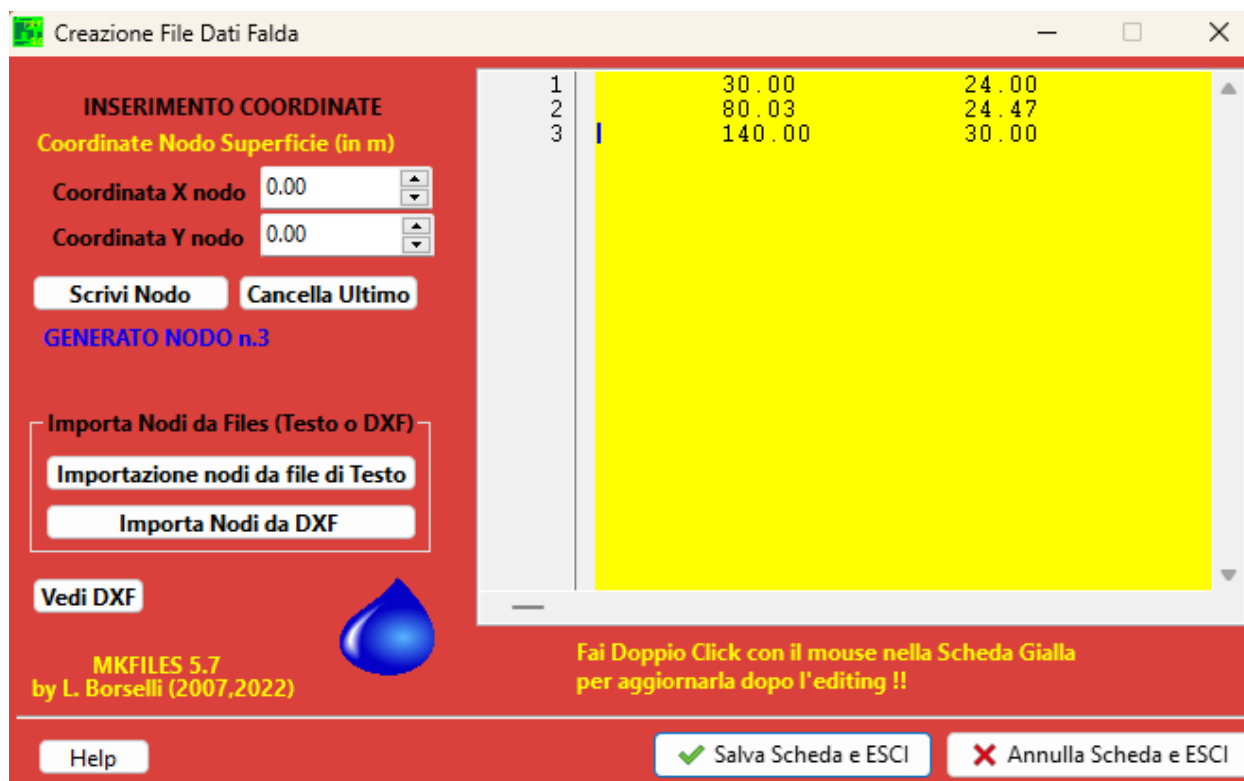 Creazione File Dati Falda
INSERIMENTO COORDINATE
Coordinate Nodo Superficie (in m)
Coordinata X nodo 0.00
Coordinata Y nodo 0.00
Scrivi Nodo Cancella Ultimo
GENERATO NODO n.3
Importa Nodi da Files (Testo o DXF)
Importazione nodi da file di Testo
Importa Nodi da DXF
Vedi DXF
MKFILES 5.7
by L. Borselli (2007,2022)
1 30.00 24.00
2 80.03 24.47
3 140.00 30.00
Fai Doppio Click con il mouse nella Scheda Gialla
per aggiornarla dopo l'editing !!
Help
Salva Scheda e ESCI
Annulla Scheda e ESCI